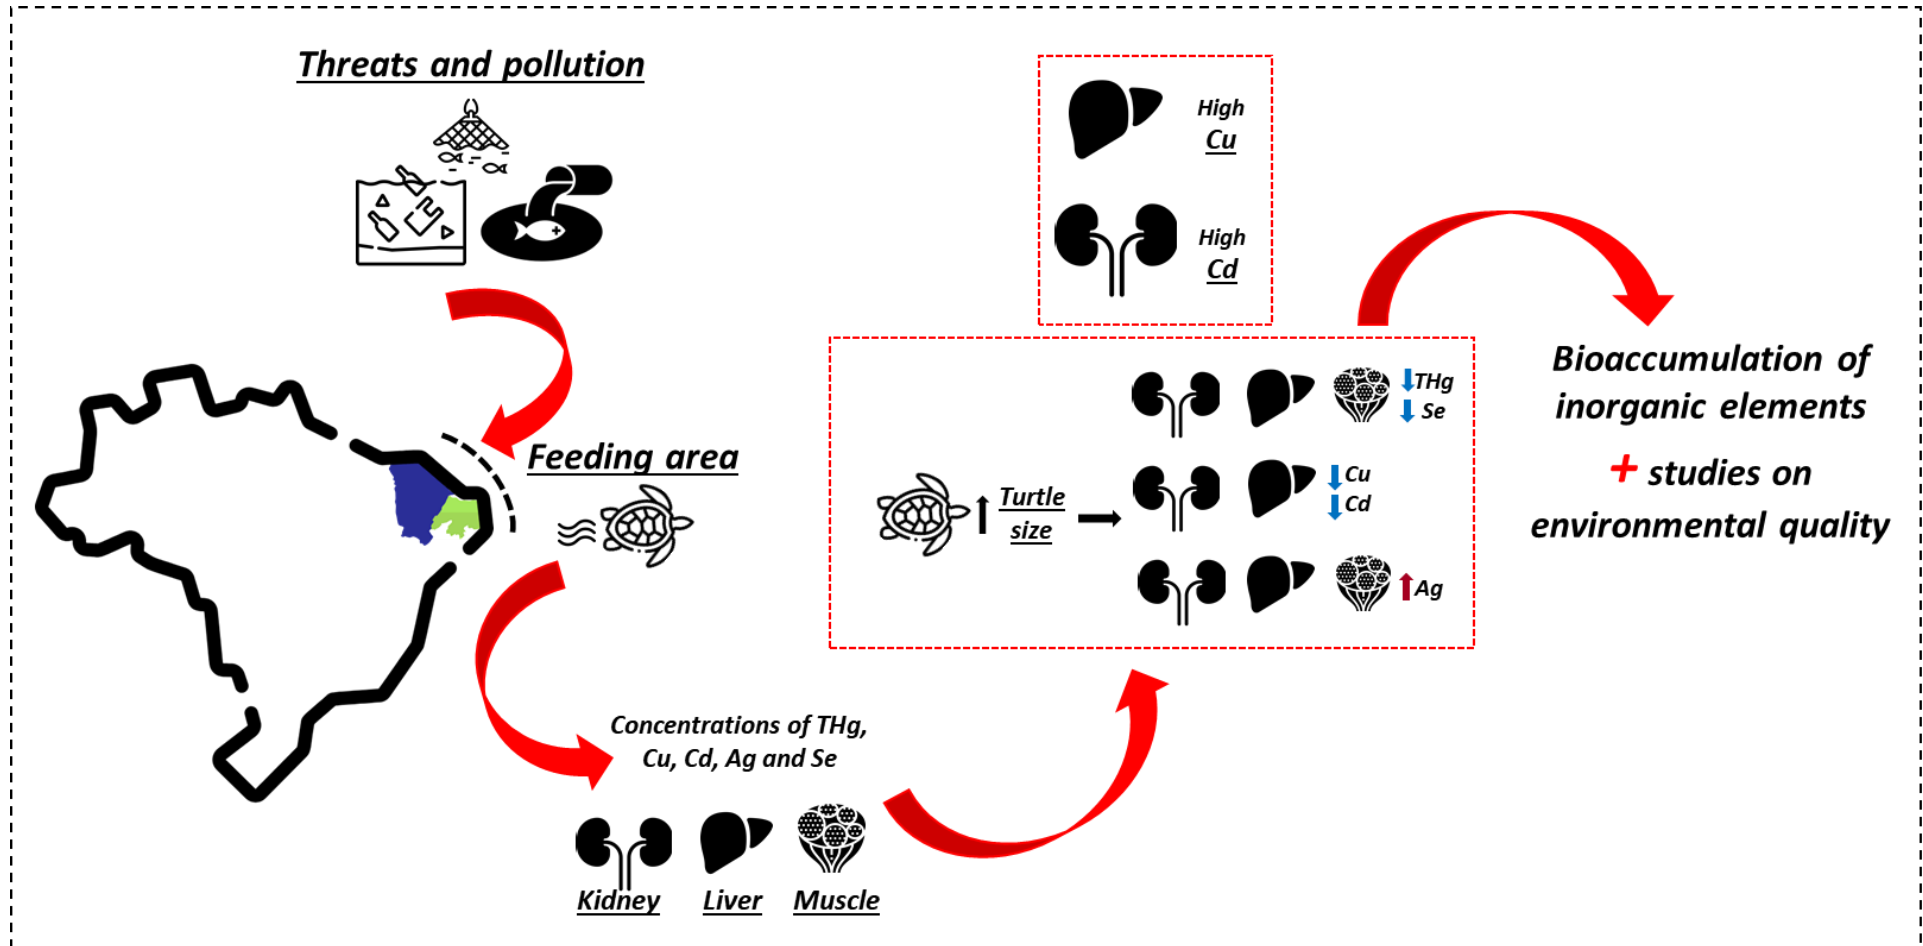 Threats and pollution
Feeding area
Concentrations of THg,
Cu, Cd, Ag and Se
Kidney
Liver
Muscle
High
Cu
High
Cd
Turtle
size
THg
Se
Cu
Cd
Ag
Bioaccumulation of
inorganic elements
+ studies on
environmental quality